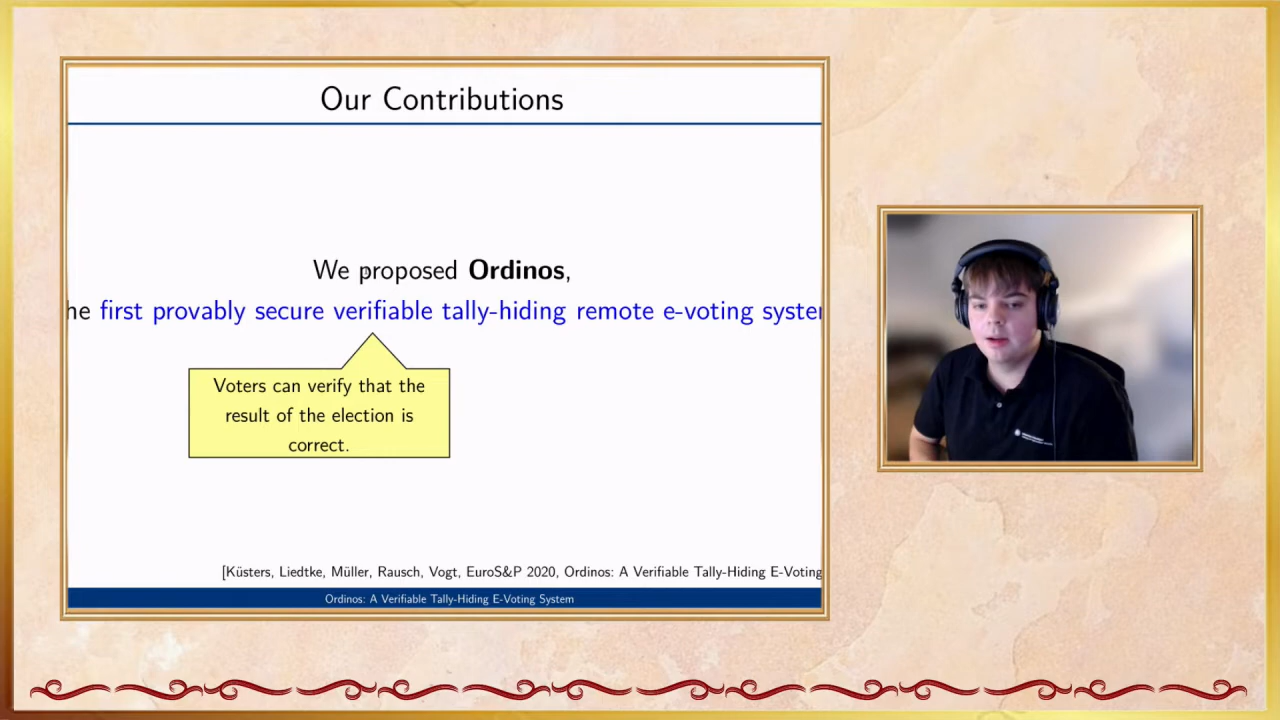 Our Contributions
We proposed Ordinos,
he first provably secure verifiable tally-hiding remote e-voting syste
Voters can verify that the
result of the election is
correct.
[Küsters, Liedtke, Müller, Rausch, Vogt, EuroS&P 2020, Ordinos: A Verifiable Tally-Hiding E-Voting
Ordinos: A Verifiable Tally-Hiding E-Voting System